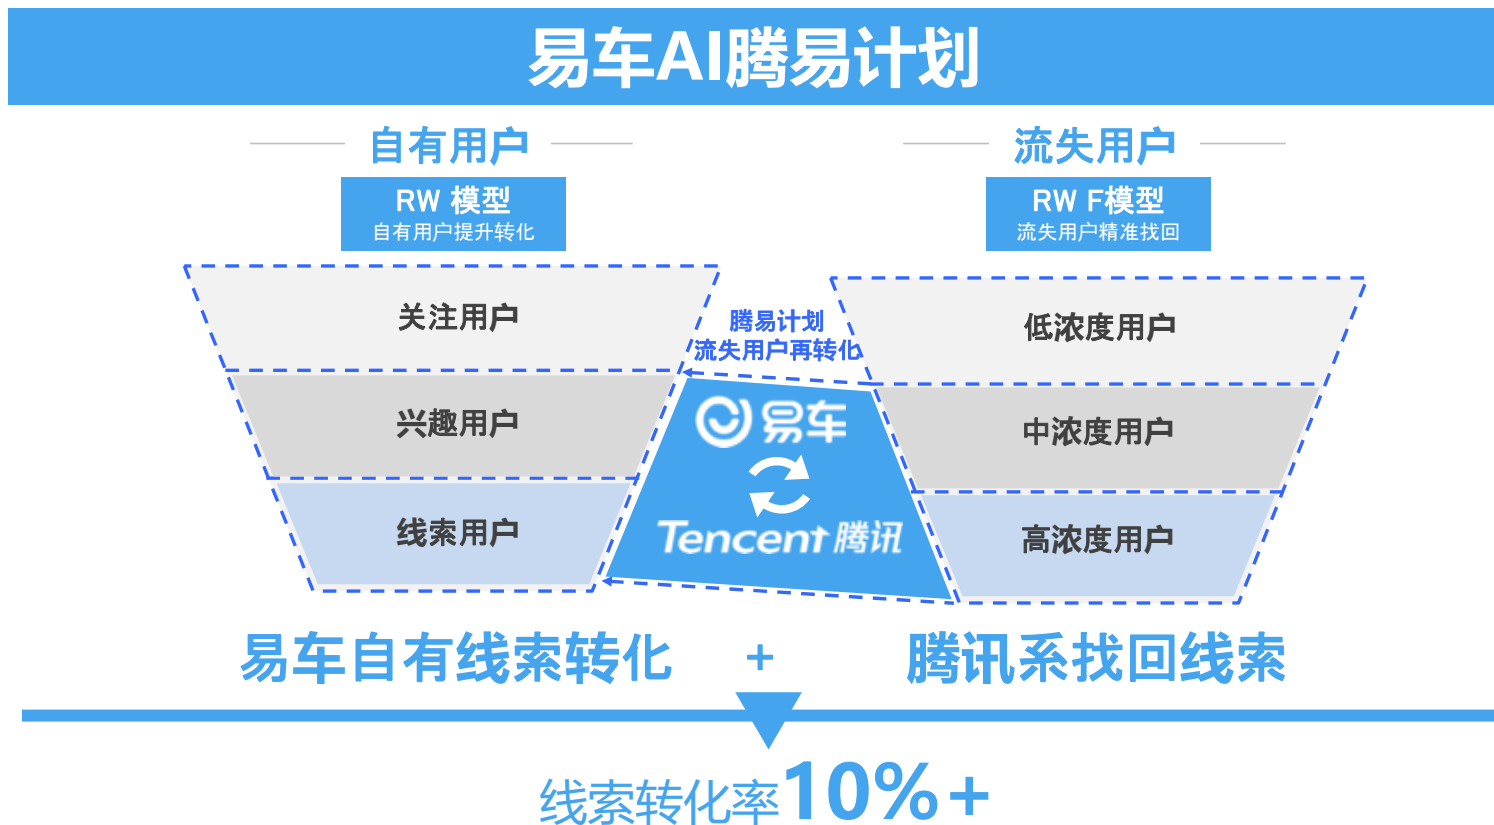 易车AI腾易计划
自有用户
RW 模型
自有用户提升转化
关注用户
兴趣用户
线索用户
流失用户
RW F模型
流失用户精准找回
低浓度用户
中浓度用户
高浓度用户
腾易计划
流失用户再转化
易车
Tencent 腾讯
易车自有线索转化
+
腾讯系找回线索
线索转化率10%+